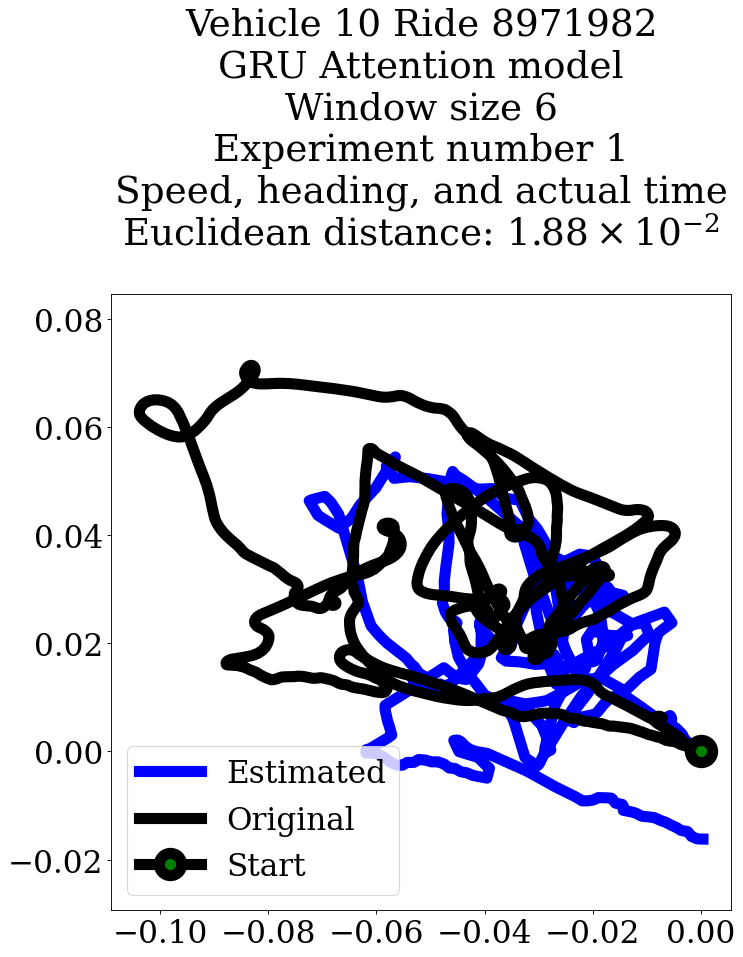 Vehicle 10 Ride 8971982
GRU Attention model
Window size 6
Experiment number 1
Speed, heading, and actual time
Euclidean distance: 1.88 × 10⁻²
0.08
0.06
0.04
0.02
0.00
−0.02
Estimated
Original
Start
−0.10 −0.08 −0.06 −0.04 −0.02 0.00